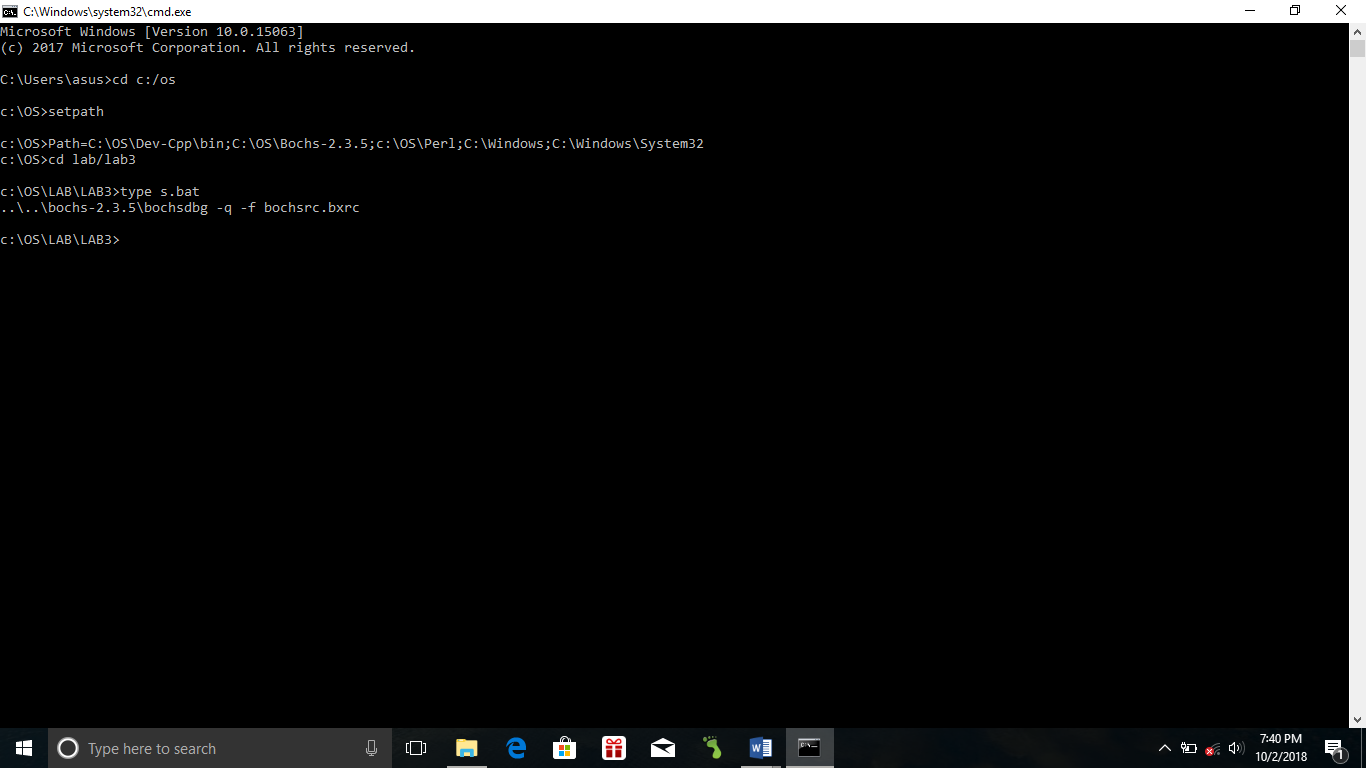 C:\Windows\system32\cmd.exe
Microsoft Windows [Version 10.0.15063]
(c) 2017 Microsoft Corporation. All rights reserved.
C:\Users\asus>cd c:/os
c:\OS>setpath
c:\OS>Path=C:\OS\Dev-Cpp\bin;C:\OS\Bochs-2.3.5;c:\OS\Perl;C:\Windows;C:\Windows\System32
c:\OS>cd lab/lab3
c:\OS\LAB\LAB3>type s.bat
..\..\bochs-2.3.5\bochsdbg -q -f bochsrc.bxrc
c:\OS\LAB\LAB3>
Type here to search
7:40 PM
10/2/2018
1